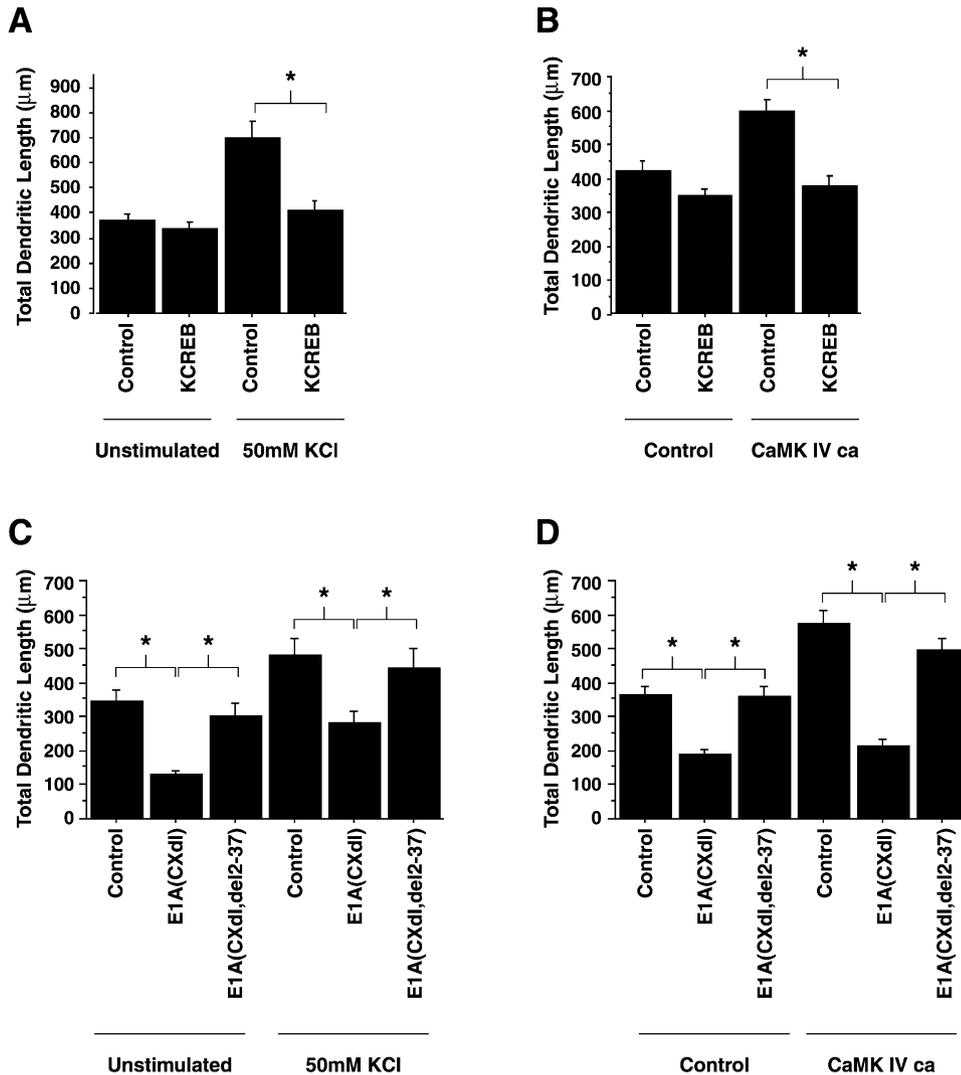 A
Total Dendritic Length (μm)
900
800
700
600
500
400
300
200
100
0
*
Control
KCREB
Control
KCREB
Unstimulated
50mM KCl
B
Total Dendritic Length (μm)
700
600
500
400
300
200
100
0
*
Control
KCREB
Control
KCREB
Control
CaMK IV ca
C
Total Dendritic Length (μm)
700
600
500
400
300
200
100
0
* *
* *
Control
E1A(CXdl)
E1A(CXdl,del2-37)
Control
E1A(CXdl)
E1A(CXdl,del2-37)
Unstimulated
50mM KCl
D
Total Dendritic Length (μm)
700
600
500
400
300
200
100
0
* *
* *
Control
E1A(CXdl)
E1A(CXdl,del2-37)
Control
E1A(CXdl)
E1A(CXdl,del2-37)
Control
CaMK IV ca